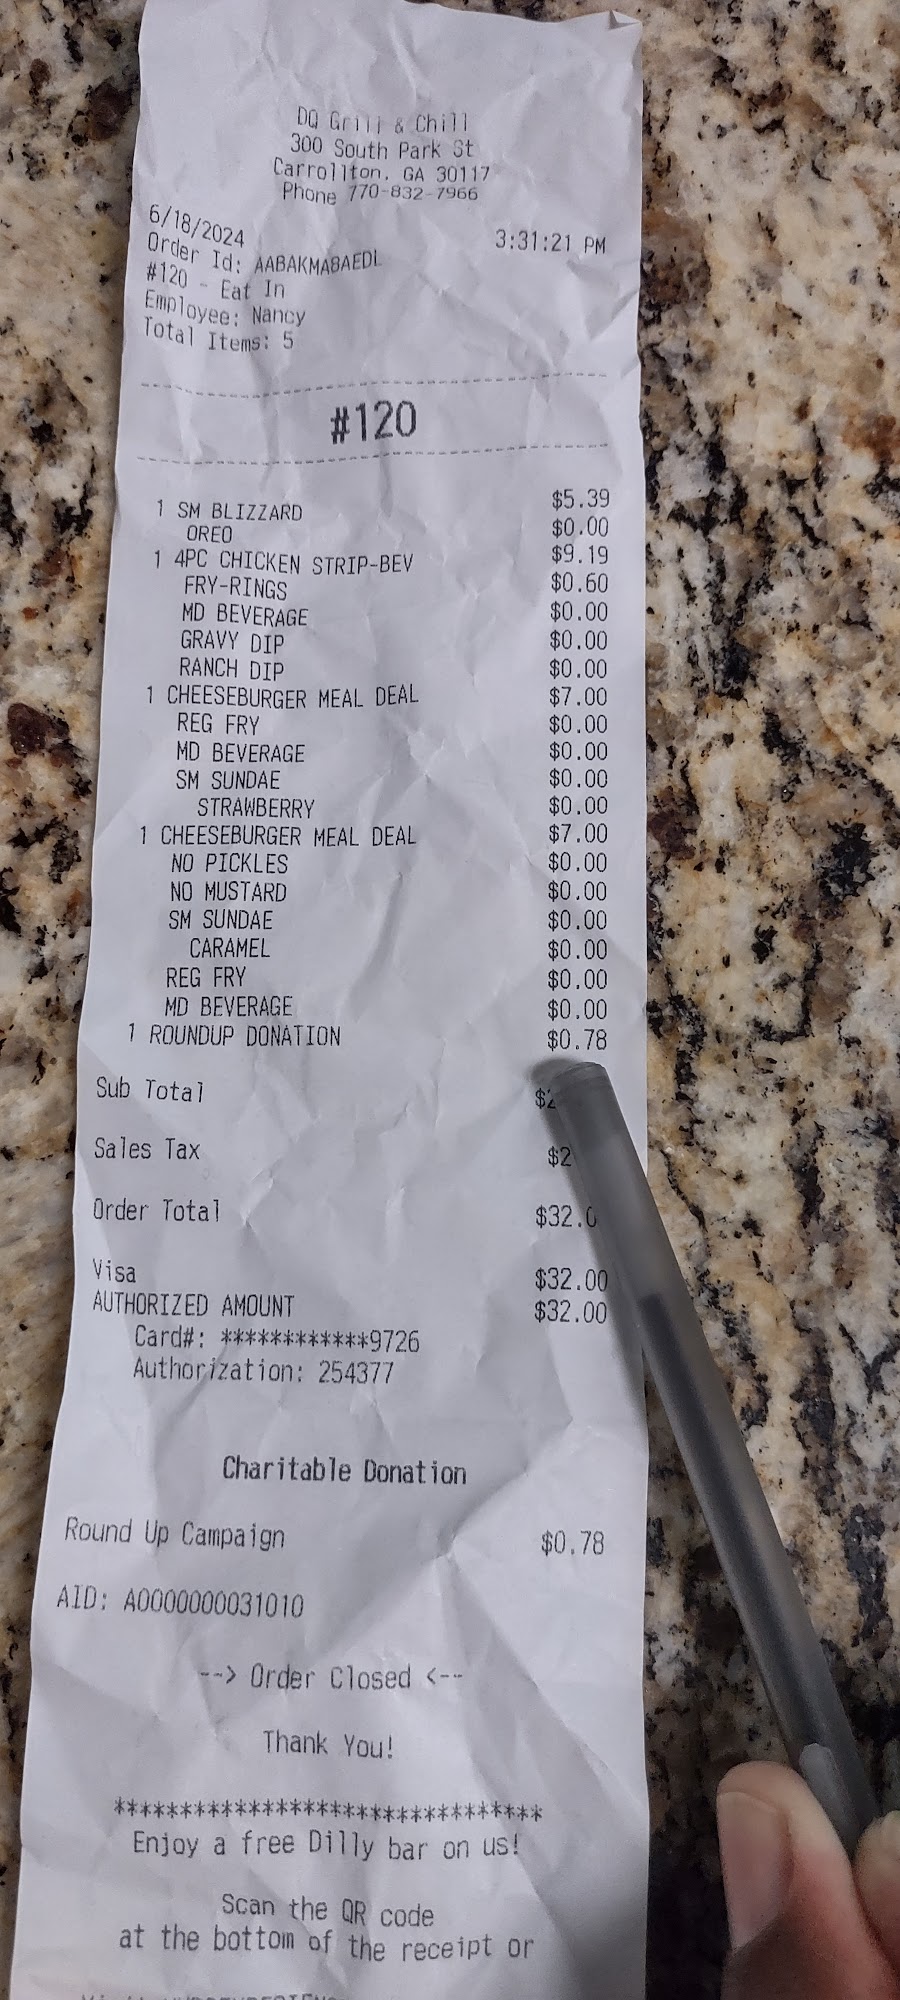 DQ Grill & Chill
300 South Park St
Carrollton, GA 30117
Phone 770-832-7966
6/18/2024 3:31:21 PM
Order Id: AABAKMABAEDL
#120 - Eat In
Employee: Nancy
Total Items: 5
#120
1 SM BLIZZARD $5.39
OREO $0.00
1 4PC CHICKEN STRIP-BEV $9.19
FRY-RINGS $0.60
MD BEVERAGE $0.00
GRAVY DIP $0.00
RANCH DIP $0.00
1 CHEESEBURGER MEAL DEAL $7.00
REG FRY $0.00
MD BEVERAGE $0.00
SM SUNDAE $0.00
STRAWBERRY $0.00
1 CHEESEBURGER MEAL DEAL $7.00
NO PICKLES $0.00
NO MUSTARD $0.00
SM SUNDAE $0.00
CARAMEL $0.00
REG FRY $0.00
MD BEVERAGE $0.00
1 ROUNDUP DONATION $0.78
Sub Total
Sales Tax
Order Total
Visa $32.00
AUTHORIZED AMOUNT $32.00
Card#: ************9726
Authorization: 254377
Charitable Donation
Round Up Campaign $0.78
AID: A0000000031010
--> Order Closed <--
Thank You!
*********************************
Enjoy a free Dilly bar on us!
Scan the QR code
at the bottom of the receipt or